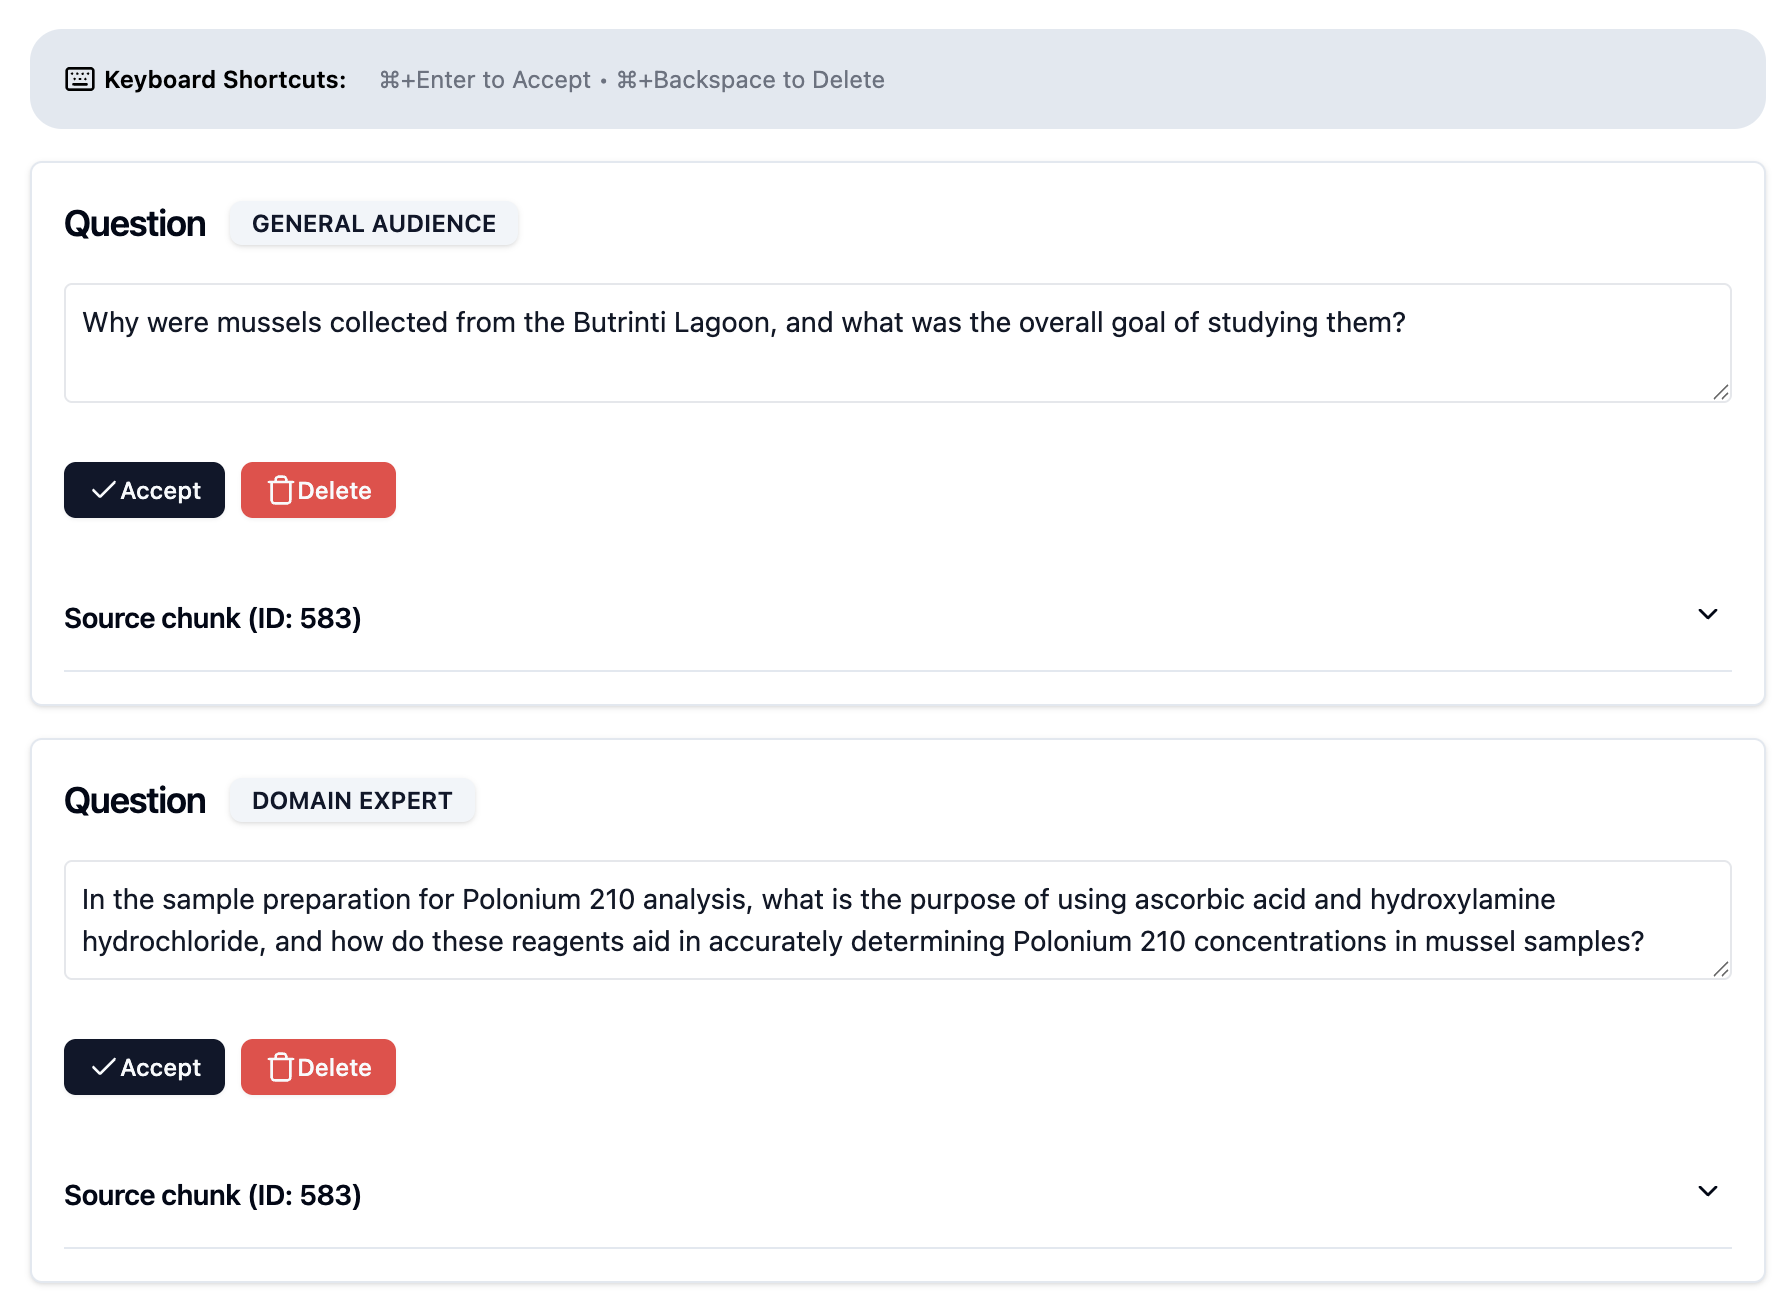 Keyboard Shortcuts: ⌘+Enter to Accept • ⌘+Backspace to Delete
Question GENERAL AUDIENCE
Why were mussels collected from the Butrinti Lagoon, and what was the overall goal of studying them?
Accept Delete
Source chunk (ID: 583)
Question DOMAIN EXPERT
In the sample preparation for Polonium 210 analysis, what is the purpose of using ascorbic acid and hydroxylamine
hydrochloride, and how do these reagents aid in accurately determining Polonium 210 concentrations in mussel samples?
Accept Delete
Source chunk (ID: 583)